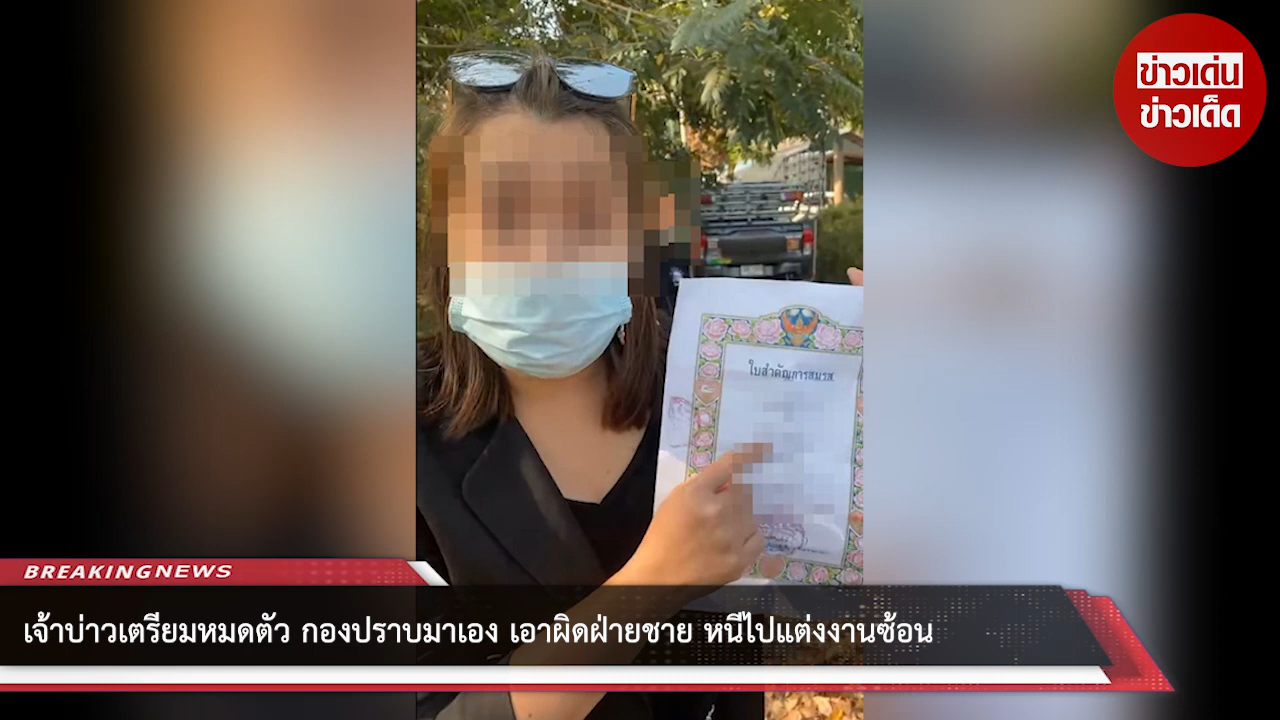 ข่าวเด่น
ข่าวเด็ด
ใบสำคัญการสมรส
BREAKINGNEWS
เจ้าบ่าวเตรียมหมดตัว กองปราบมาเอง เอาผิดฝ่ายชาย หนีไปแต่งงานซ้อน